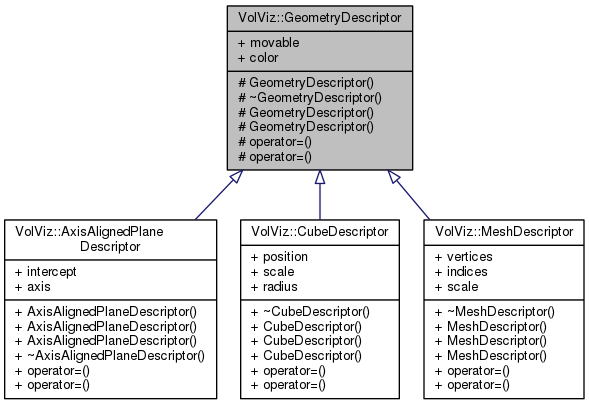 VolViz::GeometryDescriptor
+ movable
+ color
# GeometryDescriptor()
# ~GeometryDescriptor()
# GeometryDescriptor()
# GeometryDescriptor()
# operator=()
# operator=()
VolViz::AxisAlignedPlane
Descriptor
+ intercept
+ axis
+ AxisAlignedPlaneDescriptor()
+ AxisAlignedPlaneDescriptor()
+ AxisAlignedPlaneDescriptor()
+ ~AxisAlignedPlaneDescriptor()
+ operator=()
+ operator=()
VolViz::CubeDescriptor
+ position
+ scale
+ radius
+ ~CubeDescriptor()
+ CubeDescriptor()
+ CubeDescriptor()
+ CubeDescriptor()
+ operator=()
+ operator=()
VolViz::MeshDescriptor
+ vertices
+ indices
+ scale
+ ~MeshDescriptor()
+ MeshDescriptor()
+ MeshDescriptor()
+ MeshDescriptor()
+ operator=()
+ operator=()